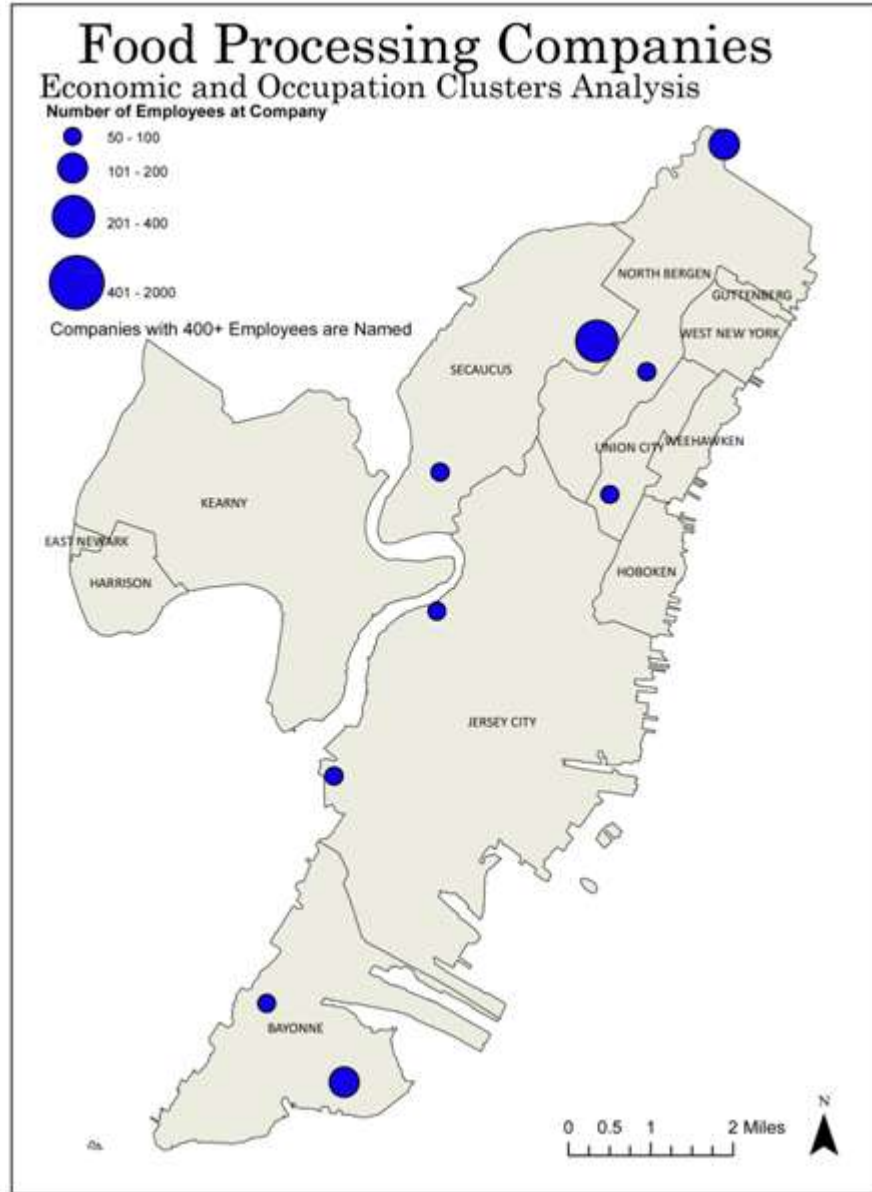 Food Processing Companies
Economic and Occupation Clusters Analysis
Number of Employees at Company
50 - 100
101 - 200
201 - 400
401 - 2000
Companies with 400+ Employees are Named
NORTH BERGEN
GUTTENBERG
WEST NEW YORK
SECAUCUS
UNION CITY
WEEHAWKEN
KEARNY
EAST NEWARK
HARRISON
HOBOKEN
JERSEY CITY
BAYONNE
N
0 0.5 1 2 Miles